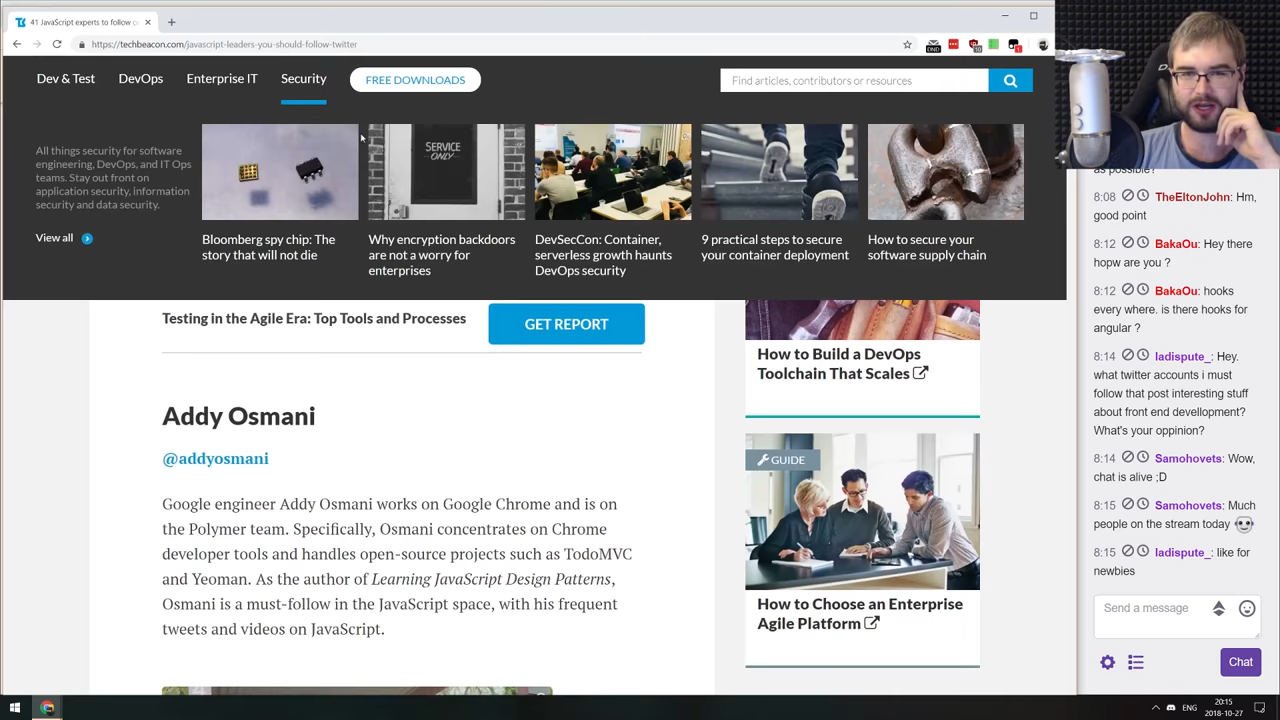 41 JavaScript experts to follow o
https://techbeacon.com/javascript-leaders-you-should-follow-twitter
DND
Dev & Test
DevOps
Enterprise IT
Security
FREE DOWNLOADS
Find articles, contributors or resources
All things security for software
engineering, DevOps, and IT Ops
teams. Stay out front on
application security, information
security and data security.
View all
SERVICE
ONLY
Bloomberg spy chip: The
story that will not die
Why encryption backdoors
are not a worry for
enterprises
DevSecCon: Container,
serverless growth haunts
DevOps security
9 practical steps to secure
your container deployment
How to secure your
software supply chain
Testing in the Agile Era: Top Tools and Processes
GET REPORT
Addy Osmani
@addyosmani
Google engineer Addy Osmani works on Google Chrome and is on
the Polymer team. Specifically, Osmani concentrates on Chrome
developer tools and handles open-source projects such as TodoMVC
and Yeoman. As the author of Learning JavaScript Design Patterns,
Osmani is a must-follow in the JavaScript space, with his frequent
tweets and videos on JavaScript.
How to Build a DevOps
Toolchain That Scales
GUIDE
How to Choose an Enterprise
Agile Platform
as possible?
8:08 TheEltonJohn: Hm,
good point
8:12 BakaOu: Hey there
hopw are you ?
8:12 BakaOu: hooks
every where. is there hooks for
angular ?
8:14 ladispute_: Hey.
what twitter accounts i must
follow that post interesting stuff
about front end devellopment?
What's your oppinion?
8:14 Samohovets: Wow,
chat is alive ;D
8:15 Samohovets: Much
people on the stream today
8:15 ladispute_: like for
newbies
Send a message
Chat
ENG
20:15
2018-10-27